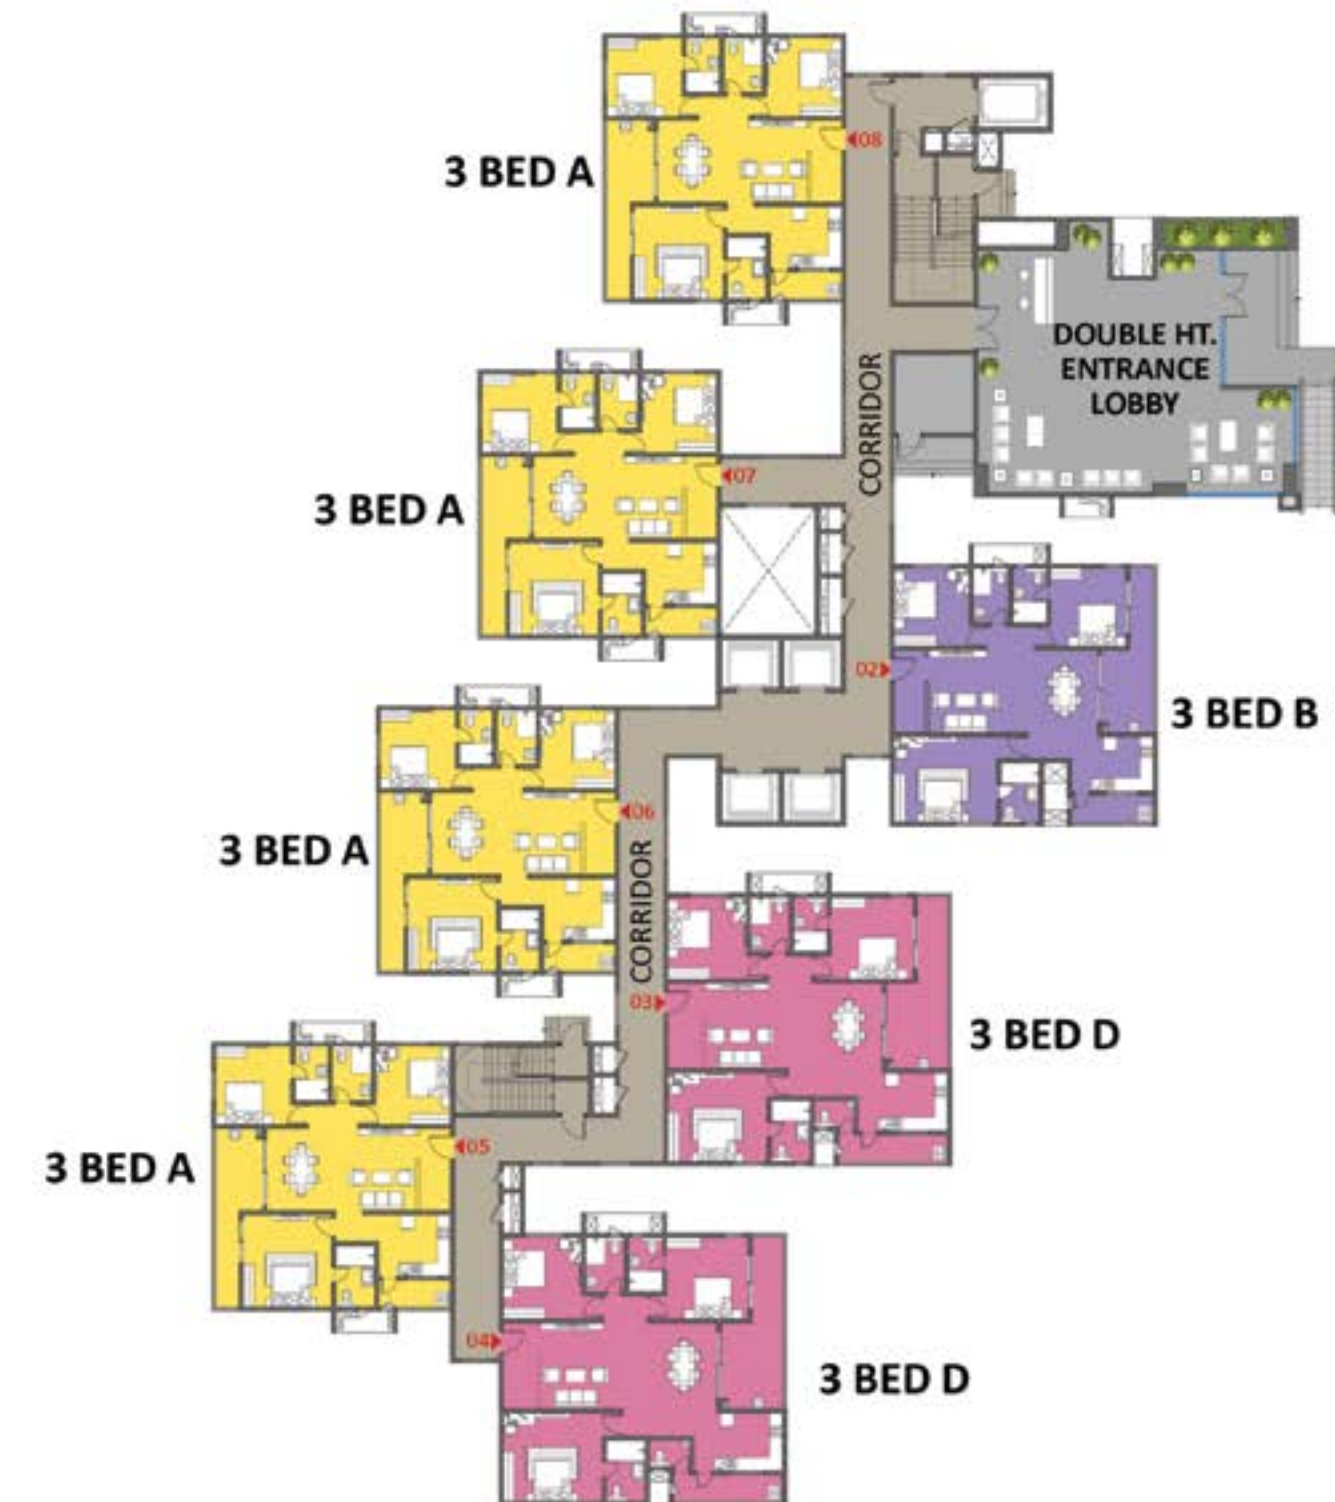 3 BED A
08
DOUBLE HT.
ENTRANCE
LOBBY
CORRIDOR
3 BED A
07
02
3 BED B
3 BED A
06
CORRIDOR
03
3 BED D
3 BED A
05
04
3 BED D